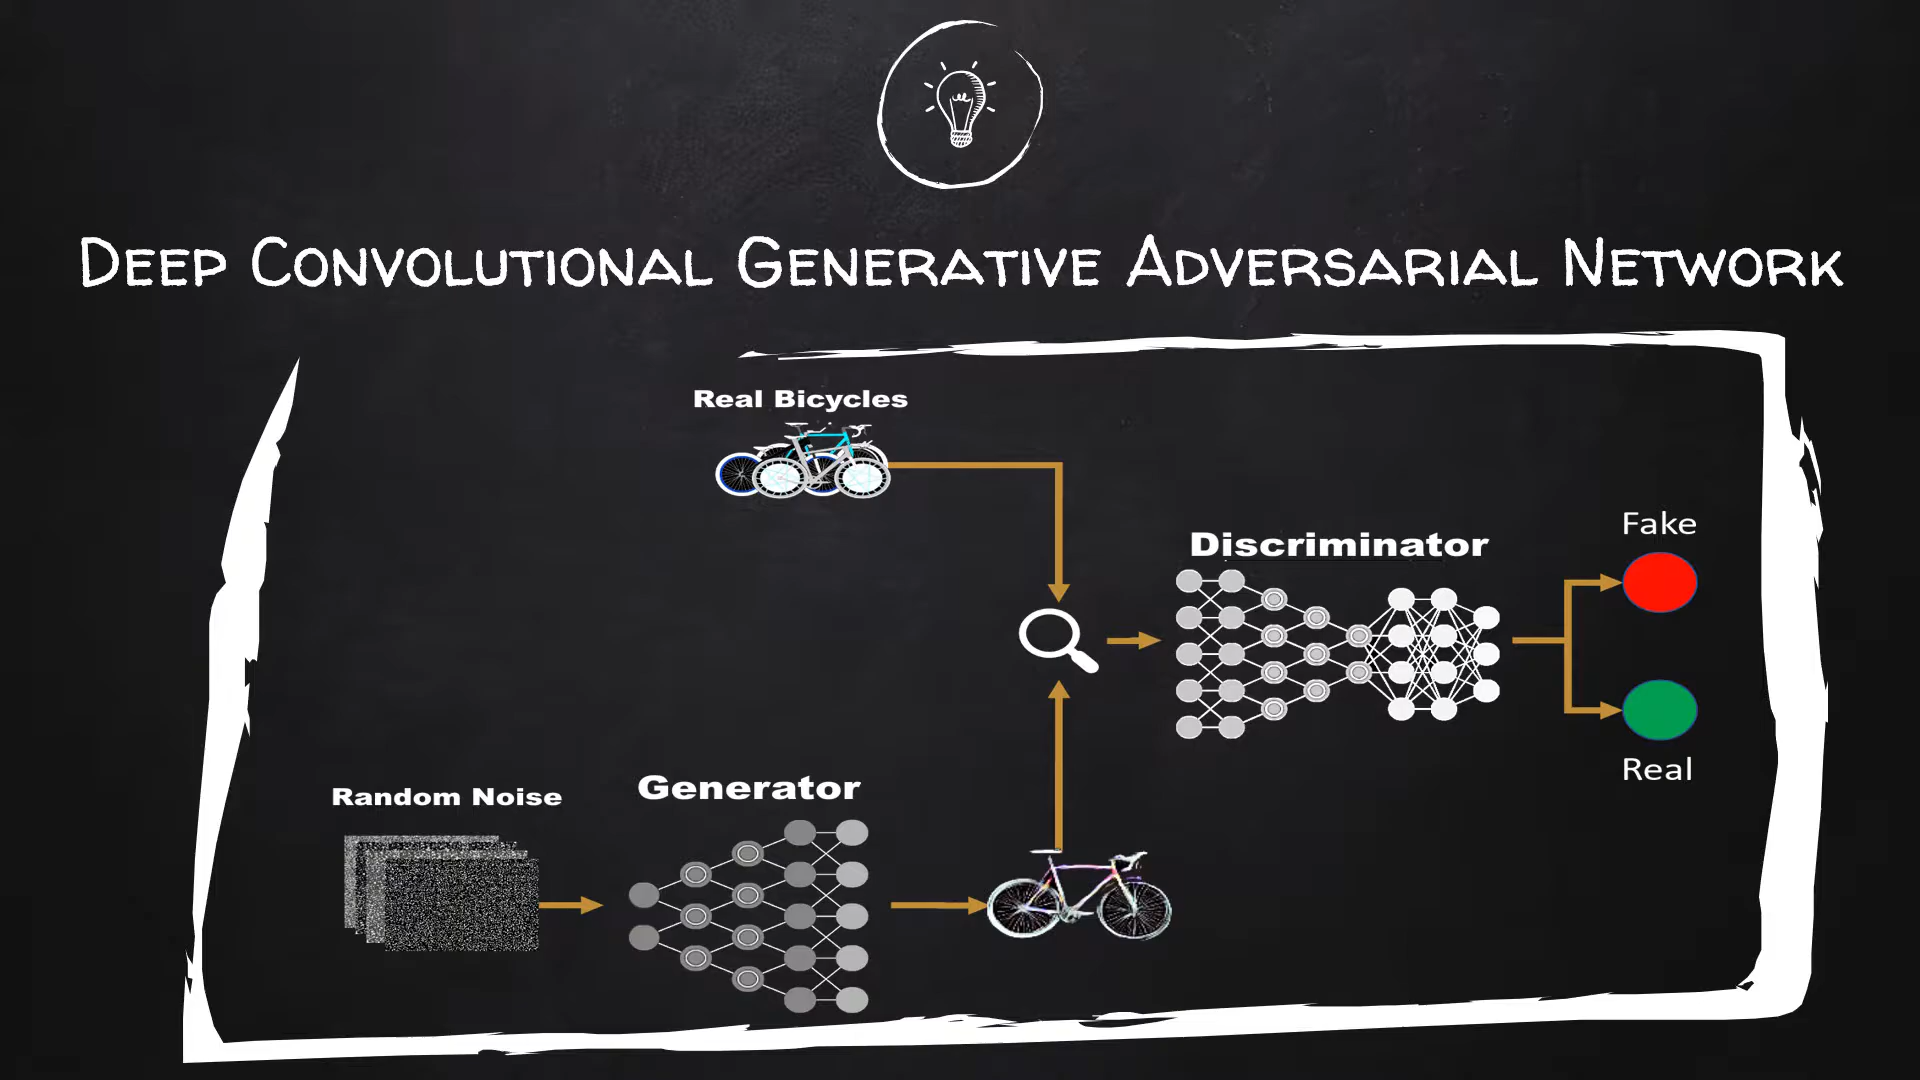 Deep Convolutional Generative Adversarial Network
Real Bicycles
Fake
Discriminator
Real
Generator
Random Noise